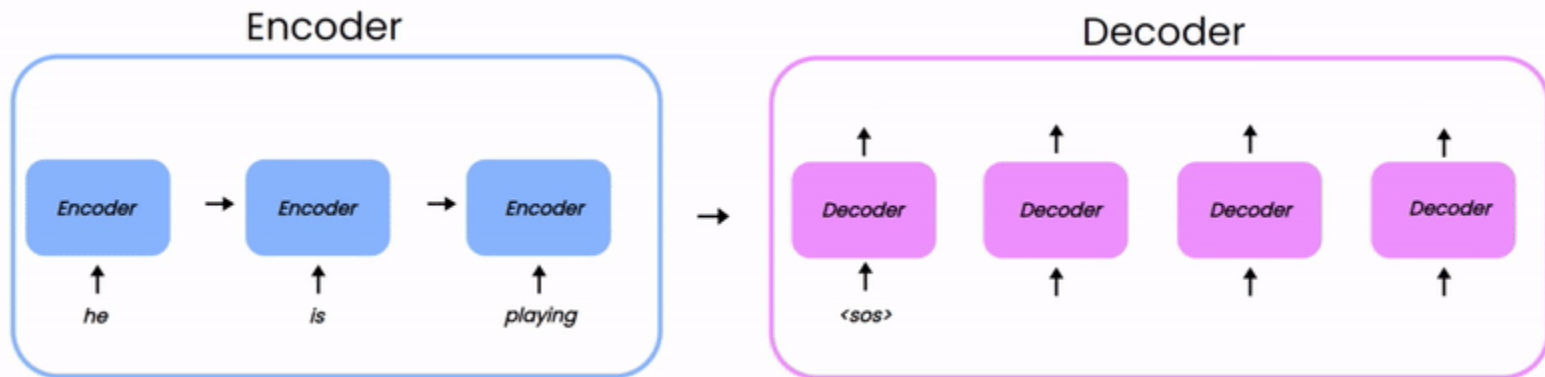 Encoder
Decoder
Encoder
Encoder
Encoder
Decoder
Decoder
Decoder
Decoder
he
is
playing
<sos>